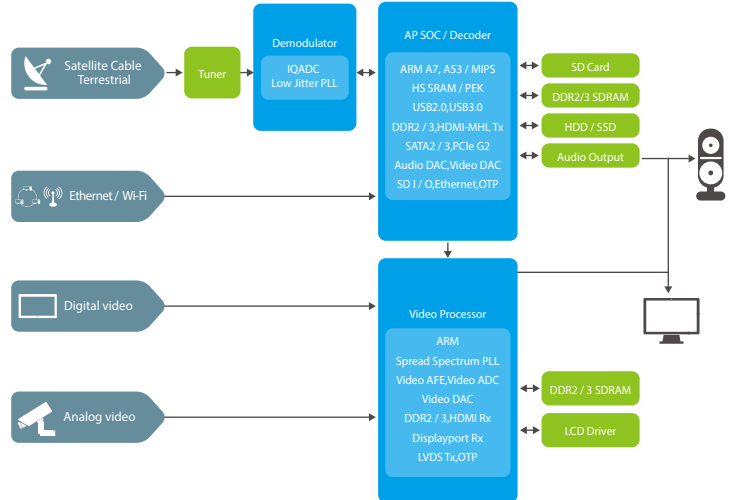 Satellite Cable
Terrestrial
Tuner
Demodulator
IQADC
Low Jitter PLL
AP SOC / Decoder
ARM A7, A53 / MIPS
HS SRAM / PEK
USB2.0,USB3.0
DDR2 / 3,HDMI-MHL Tx
SATA2 / 3,PCle G2
Audio DAC,Video DAC
SD I / O,Ethernet,OTP
SD Card
DDR2/3 SDRAM
HDD / SSD
Audio Output
Ethernet / Wi-Fi
Digital video
Analog video
Video Processor
ARM
Spread Spectrum PLL
Video AFE,Video ADC
Video DAC
DDR2 / 3,HDMI Rx
Displayport Rx
LVDS Tx,OTP
DDR2 / 3 SDRAM
LCD Driver